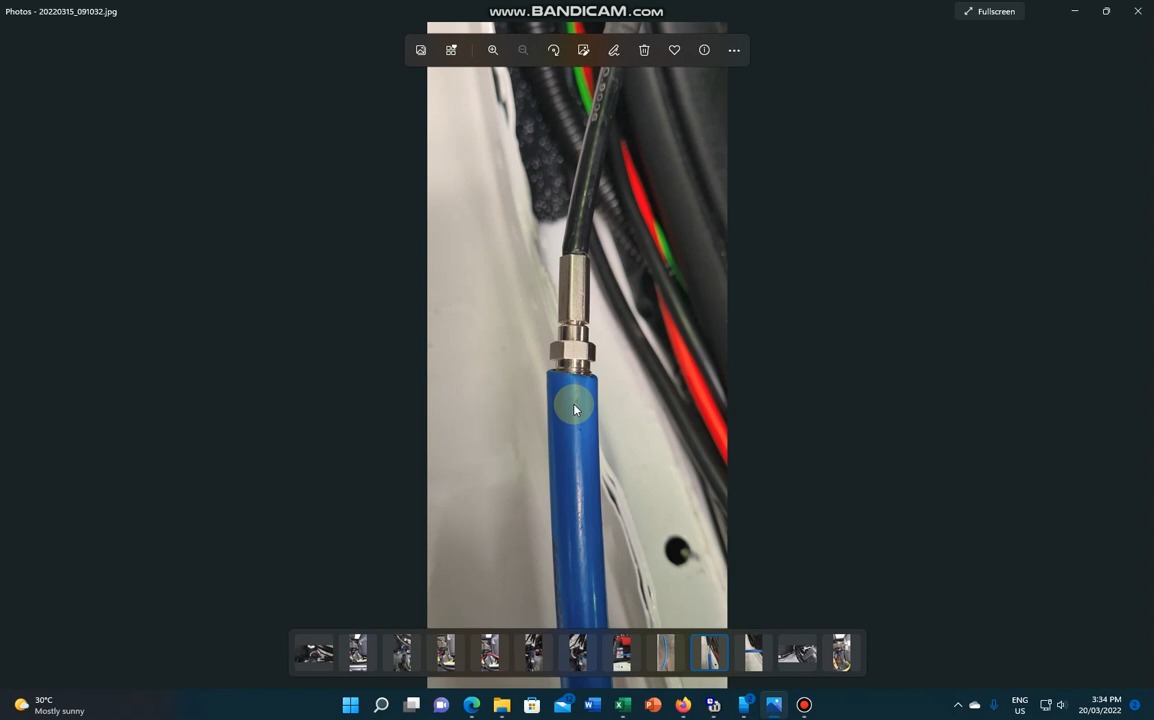 Photos - 20220315_091032.jpg
www.BANDICAM.com
Fullscreen
30°C
Mostly sunny
ENG
US
3:34 PM
20/03/2022